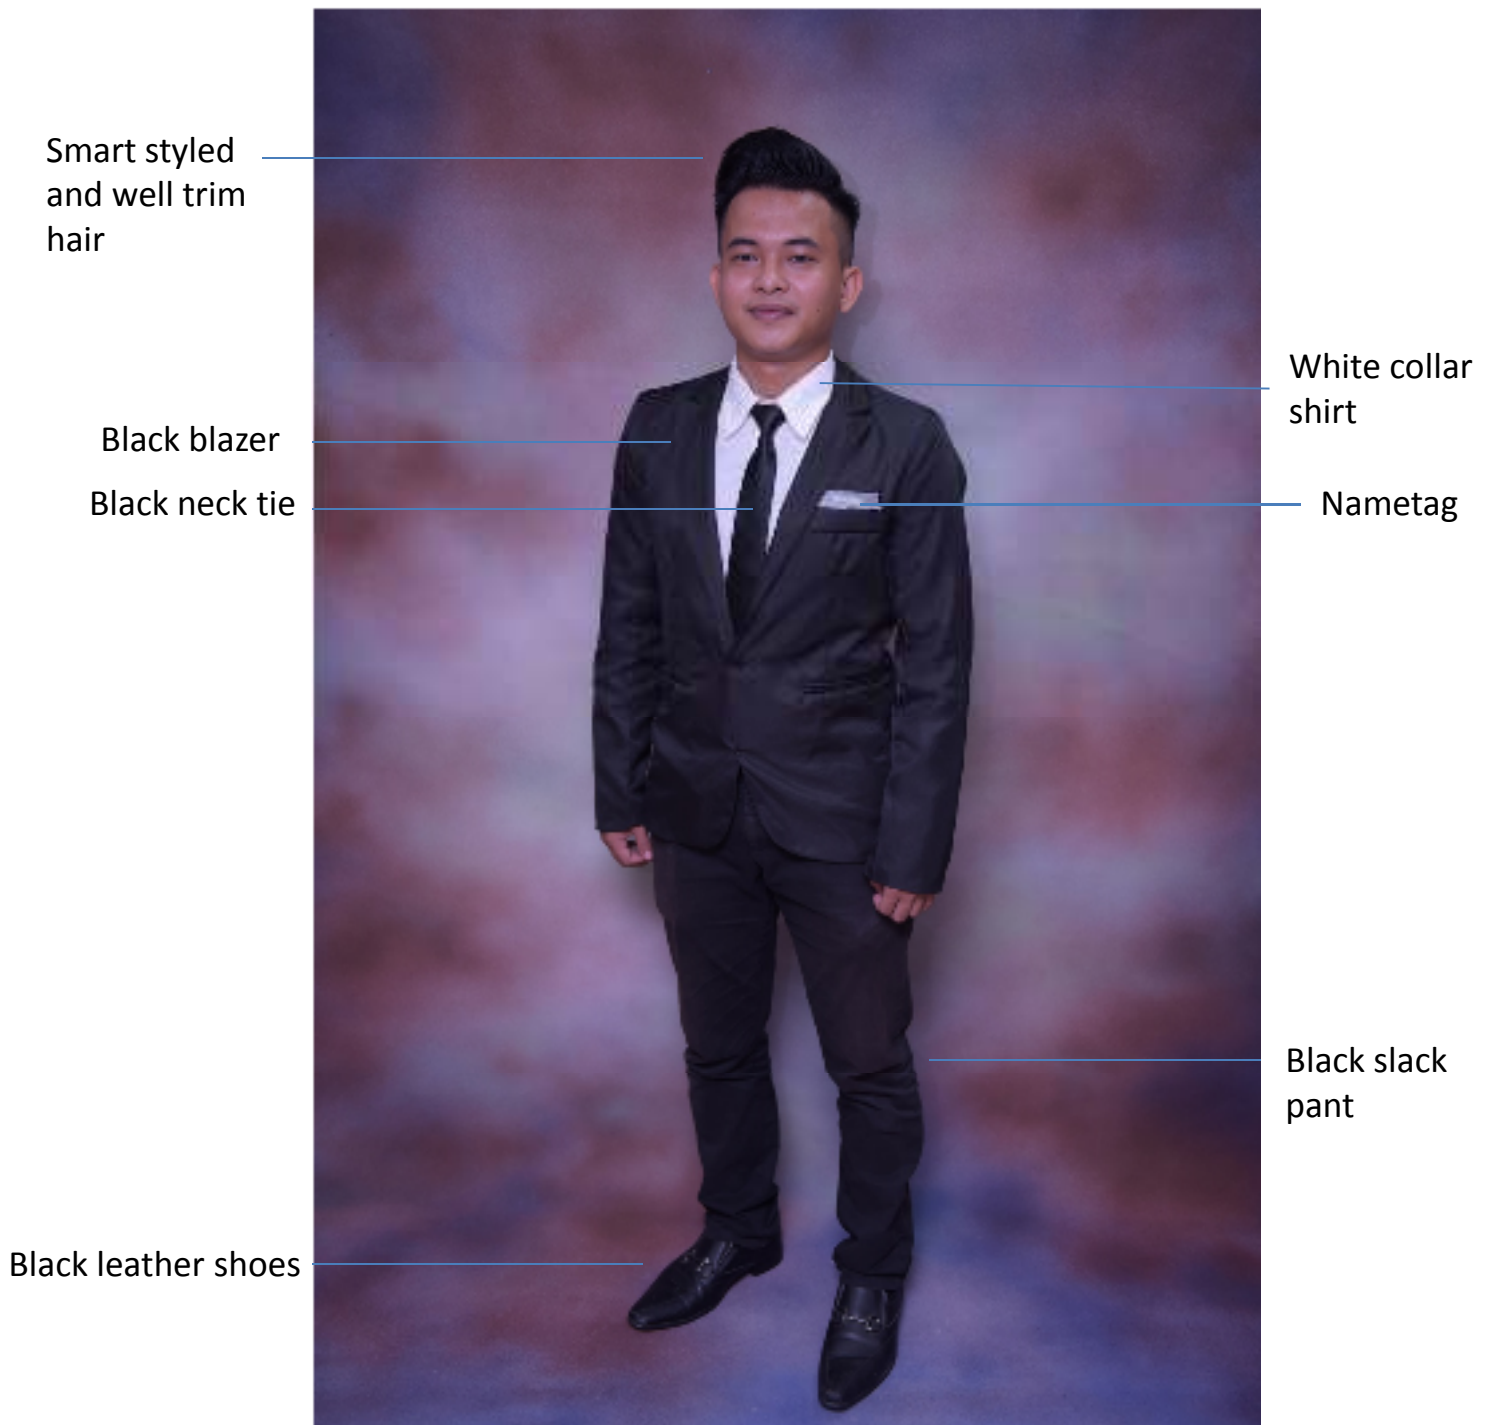 Smart styled
and well trim
hair
White collar
shirt
Black blazer
Black neck tie
Nametag
Black slack
pant
Black leather shoes